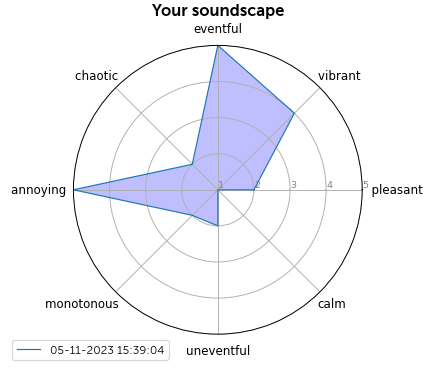 Your soundscape
eventful
chaotic
vibrant
annoying
1 2 3 4 5
pleasant
monotonous
calm
uneventful
05-11-2023 15:39:04